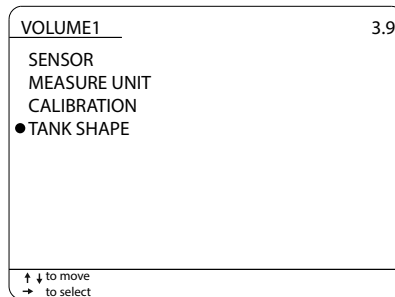 VOLUME1 3.9
SENSOR
MEASURE UNIT
CALIBRATION
●TANK SHAPE
↑ ↓ to move
→ to select